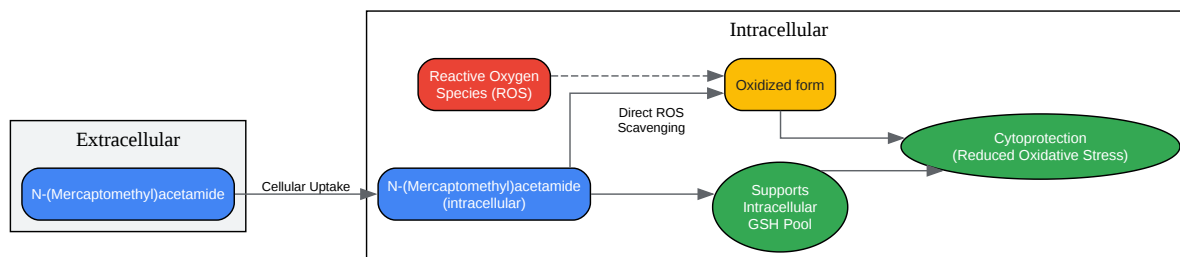 Intracellular
Reactive Oxygen
Species (ROS)
Oxidized form
Direct ROS
Scavenging
Extracellular
Cytoprotection
(Reduced Oxidative Stress)
N-(Mercaptomethyl)acetamide
Cellular Uptake
N-(Mercaptomethyl)acetamide
(intracellular)
Supports
Intracellular
GSH Pool